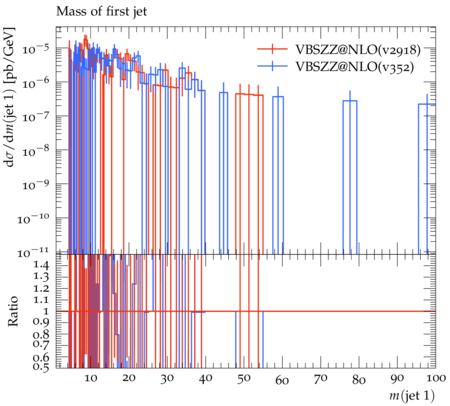 Mass of first jet
VBSZZ@NLO(v2918)
VBSZZ@NLO(v352)
dσ/dm(jet 1) [pb/GeV]
10⁻⁵
10⁻⁶
10⁻⁷
10⁻⁸
10⁻⁹
10⁻¹⁰
10⁻¹¹
Ratio
1.4
1.3
1.2
1.1
1
0.9
0.8
0.7
0.6
0.5
10 20 30 40 50 60 70 80 90 100
m(jet 1)